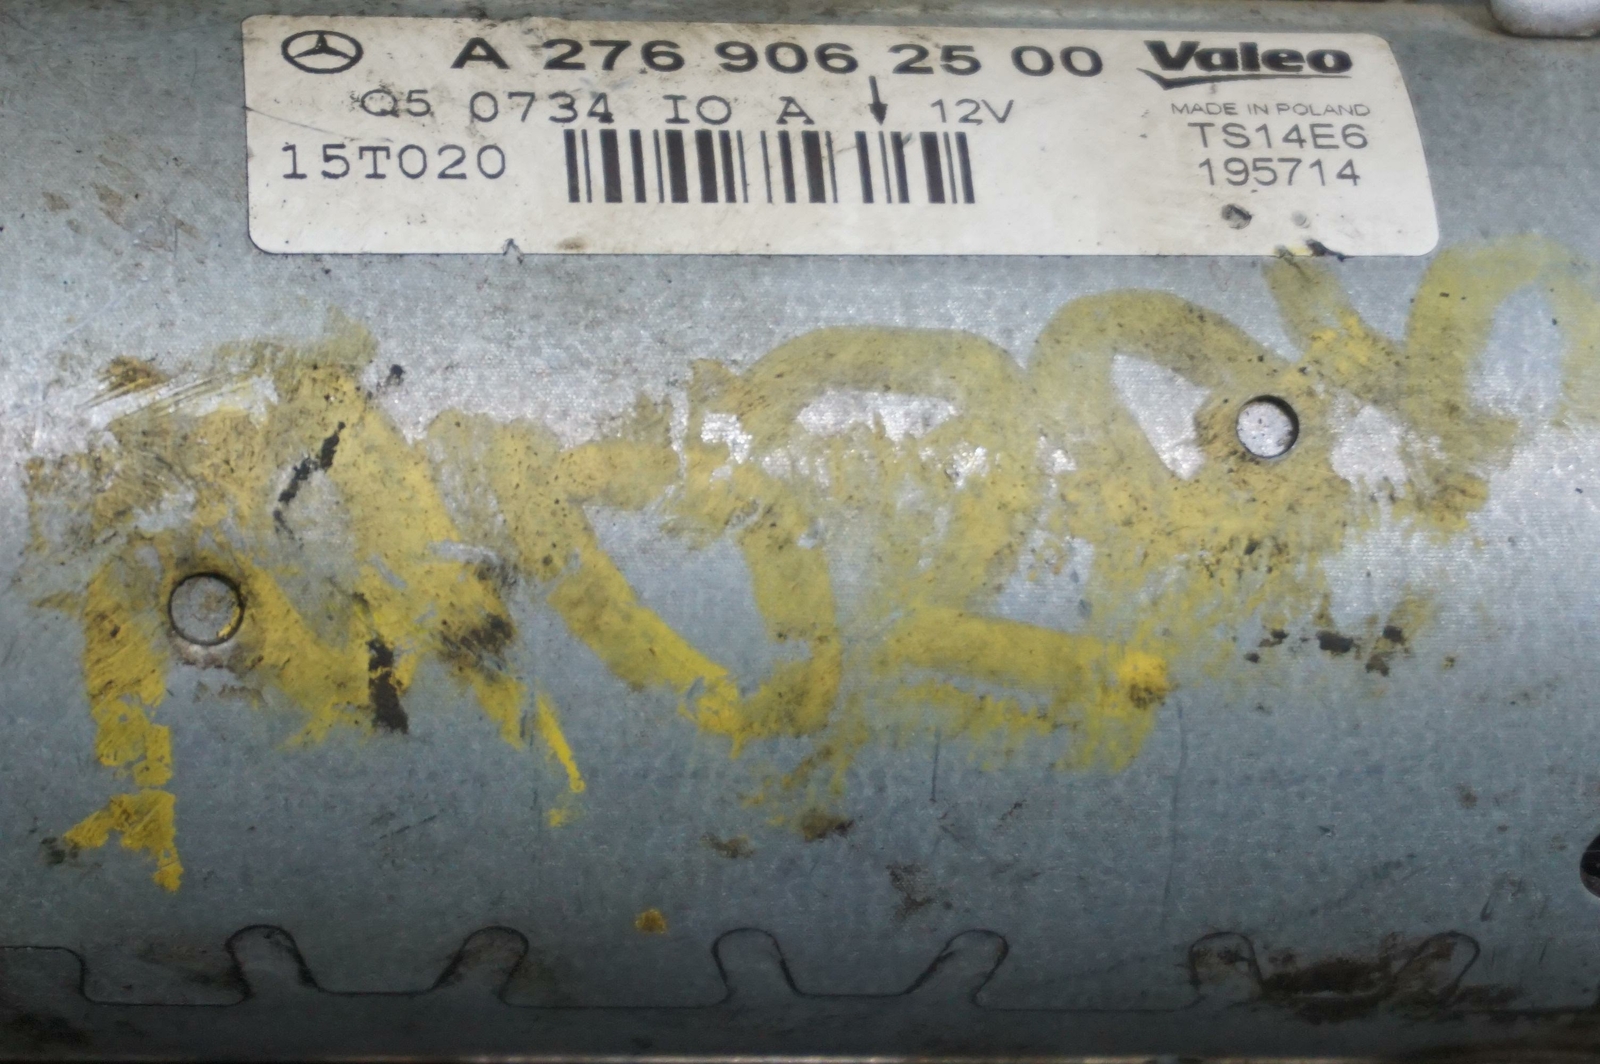 A 276 906 25 00
Valeo
Q5 0734 IO A 12V
MADE IN POLAND
15T020
TS14E6
195714